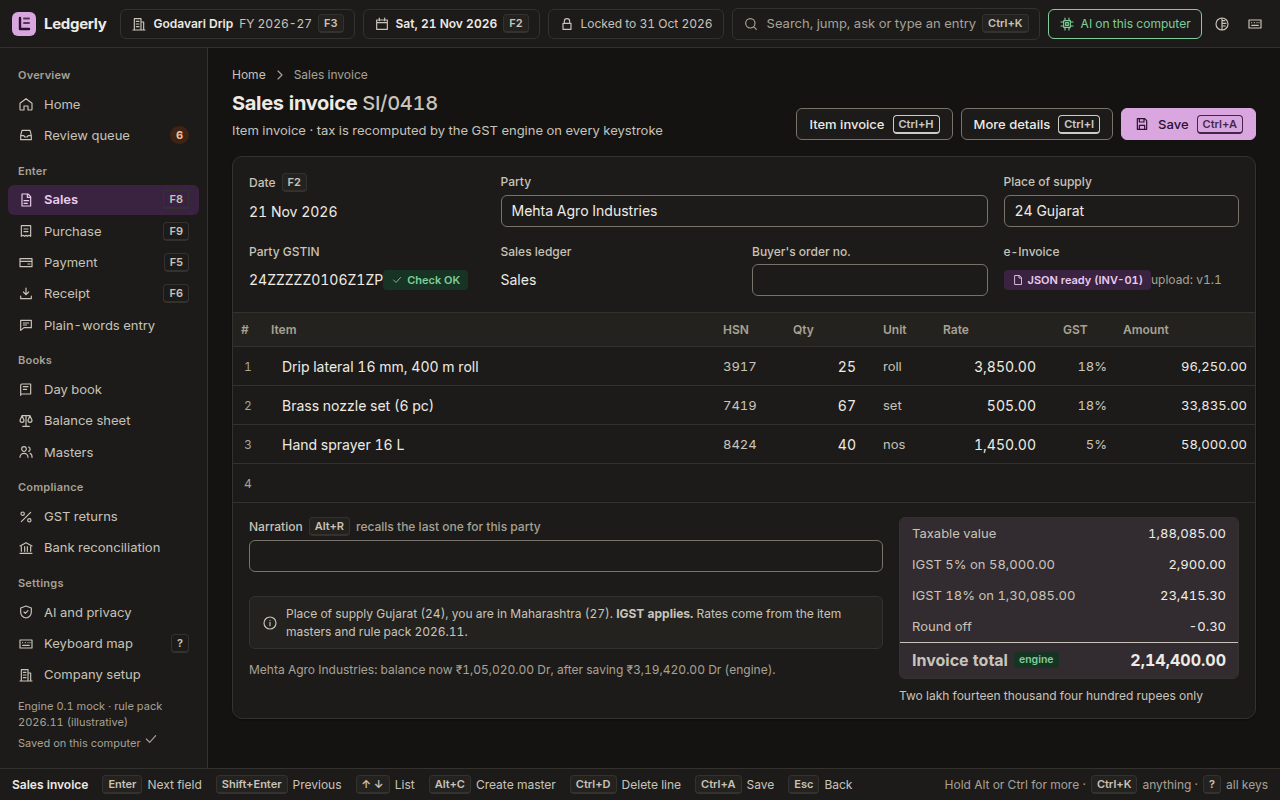 Ledgerly
Godavari Drip FY 2026-27 F3
Sat, 21 Nov 2026 F2
Locked to 31 Oct 2026
Search, jump, ask or type an entry Ctrl+K
AI on this computer
Overview
Home
Review queue 6
Enter
Sales F8
Purchase F9
Payment F5
Receipt F6
Plain-words entry
Books
Day book
Balance sheet
Masters
Compliance
GST returns
Bank reconciliation
Settings
AI and privacy
Keyboard map ?
Company setup
Engine 0.1 mock · rule pack
2026.11 (illustrative)
Saved on this computer
Home > Sales invoice
Sales invoice SI/0418
Item invoice · tax is recomputed by the GST engine on every keystroke
Item invoice Ctrl+H
More details Ctrl+I
Save Ctrl+A
Date F2
21 Nov 2026
Party
Mehta Agro Industries
Place of supply
24 Gujarat
Party GSTIN
24ZZZZZ0106Z1ZP Check OK
Sales ledger
Sales
Buyer's order no.
e-Invoice
JSON ready (INV-01) upload: v1.1
# Item HSN Qty Unit Rate GST Amount
1 Drip lateral 16 mm, 400 m roll 3917 25 roll 3,850.00 18% 96,250.00
2 Brass nozzle set (6 pc) 7419 67 set 505.00 18% 33,835.00
3 Hand sprayer 16 L 8424 40 nos 1,450.00 5% 58,000.00
4
Narration Alt+R recalls the last one for this party
Place of supply Gujarat (24), you are in Maharashtra (27). IGST applies. Rates come from the item
masters and rule pack 2026.11.
Mehta Agro Industries: balance now ₹1,05,020.00 Dr, after saving ₹3,19,420.00 Dr (engine).
Taxable value 1,88,085.00
IGST 5% on 58,000.00 2,900.00
IGST 18% on 1,30,085.00 23,415.30
Round off -0.30
Invoice total engine 2,14,400.00
Two lakh fourteen thousand four hundred rupees only
Sales invoice Enter Next field Shift+Enter Previous ↑↓ List Alt+C Create master Ctrl+D Delete line Ctrl+A Save Esc Back Hold Alt or Ctrl for more · Ctrl+K anything · ? all keys